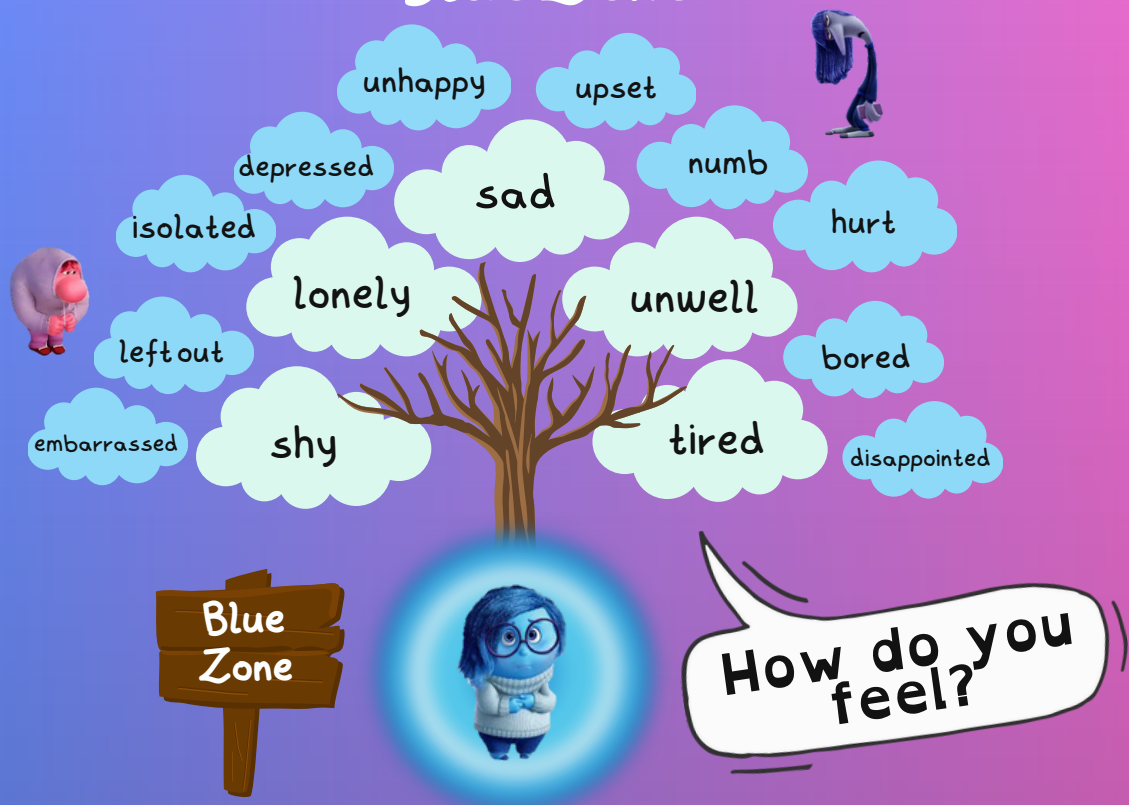 unhappy
upset
depressed
sad
numb
isolated
hurt
lonely
unwell
left out
bored
embarrassed
shy
tired
disappointed
Blue
Zone
How do you
feel?